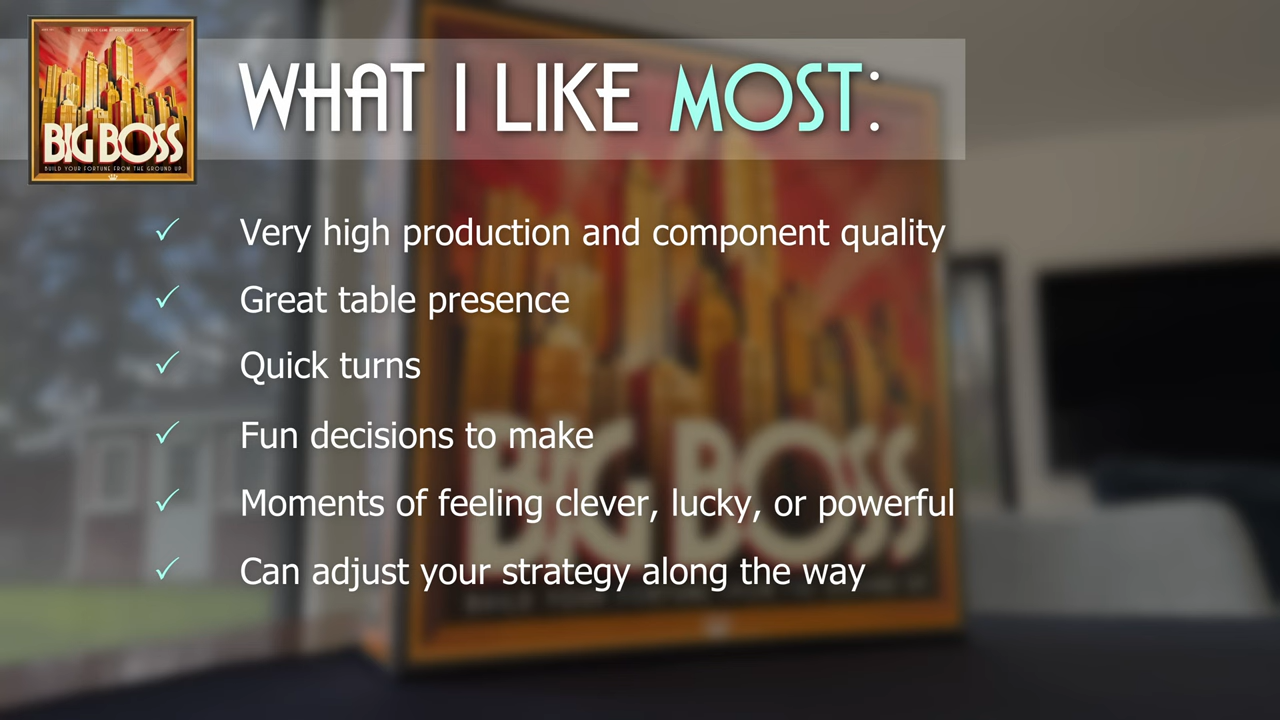 BIG BOSS
BUILD YOUR FORTUNE FROM THE GROUND UP
WHAT I LIKE MOST:
✓ Very high production and component quality
✓ Great table presence
✓ Quick turns
✓ Fun decisions to make
✓ Moments of feeling clever, lucky, or powerful
✓ Can adjust your strategy along the way
BIG BOSS